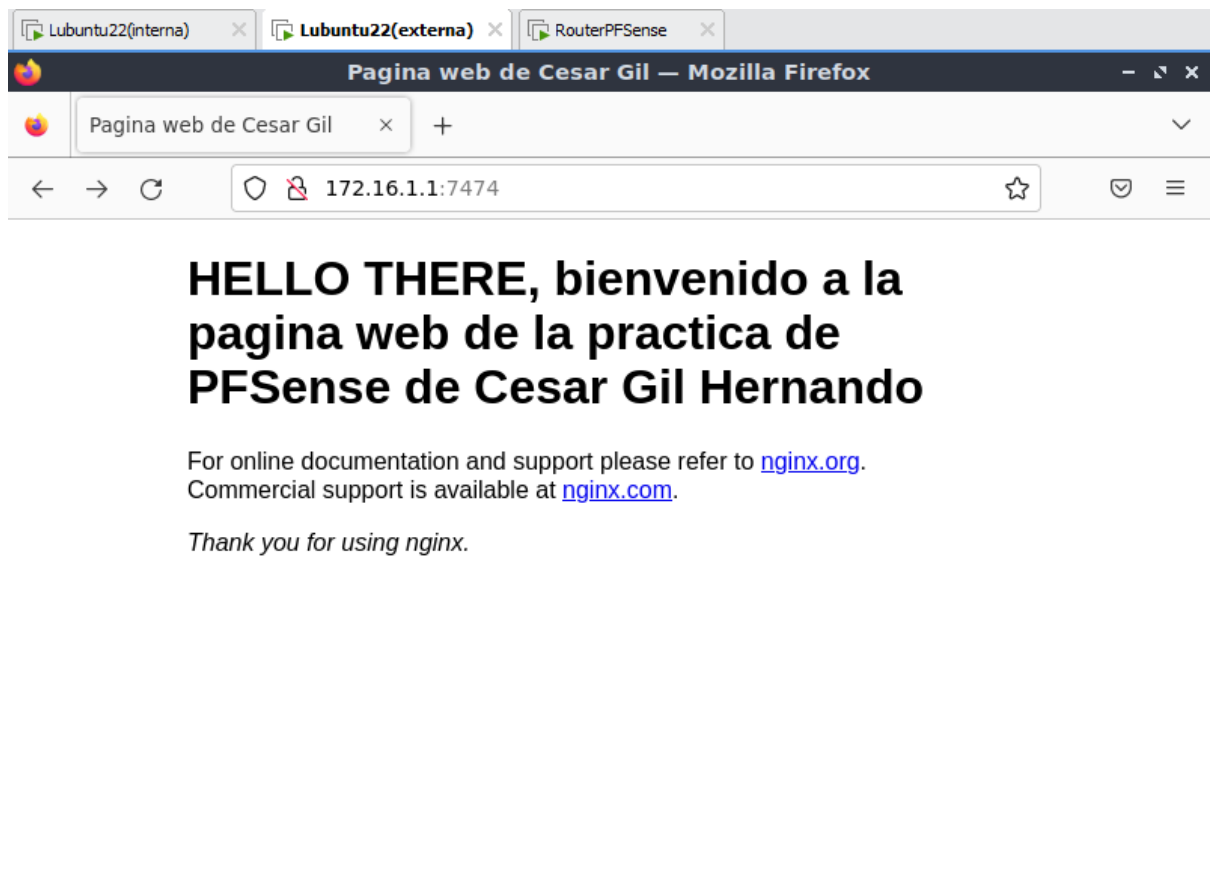 Lubuntu22(interna)
Lubuntu22(externa)
RouterPFSense
Pagina web de Cesar Gil — Mozilla Firefox
Pagina web de Cesar Gil
172.16.1.1:7474
HELLO THERE, bienvenido a la
pagina web de la practica de
PFSense de Cesar Gil Hernando
For online documentation and support please refer to nginx.org.
Commercial support is available at nginx.com.
Thank you for using nginx.